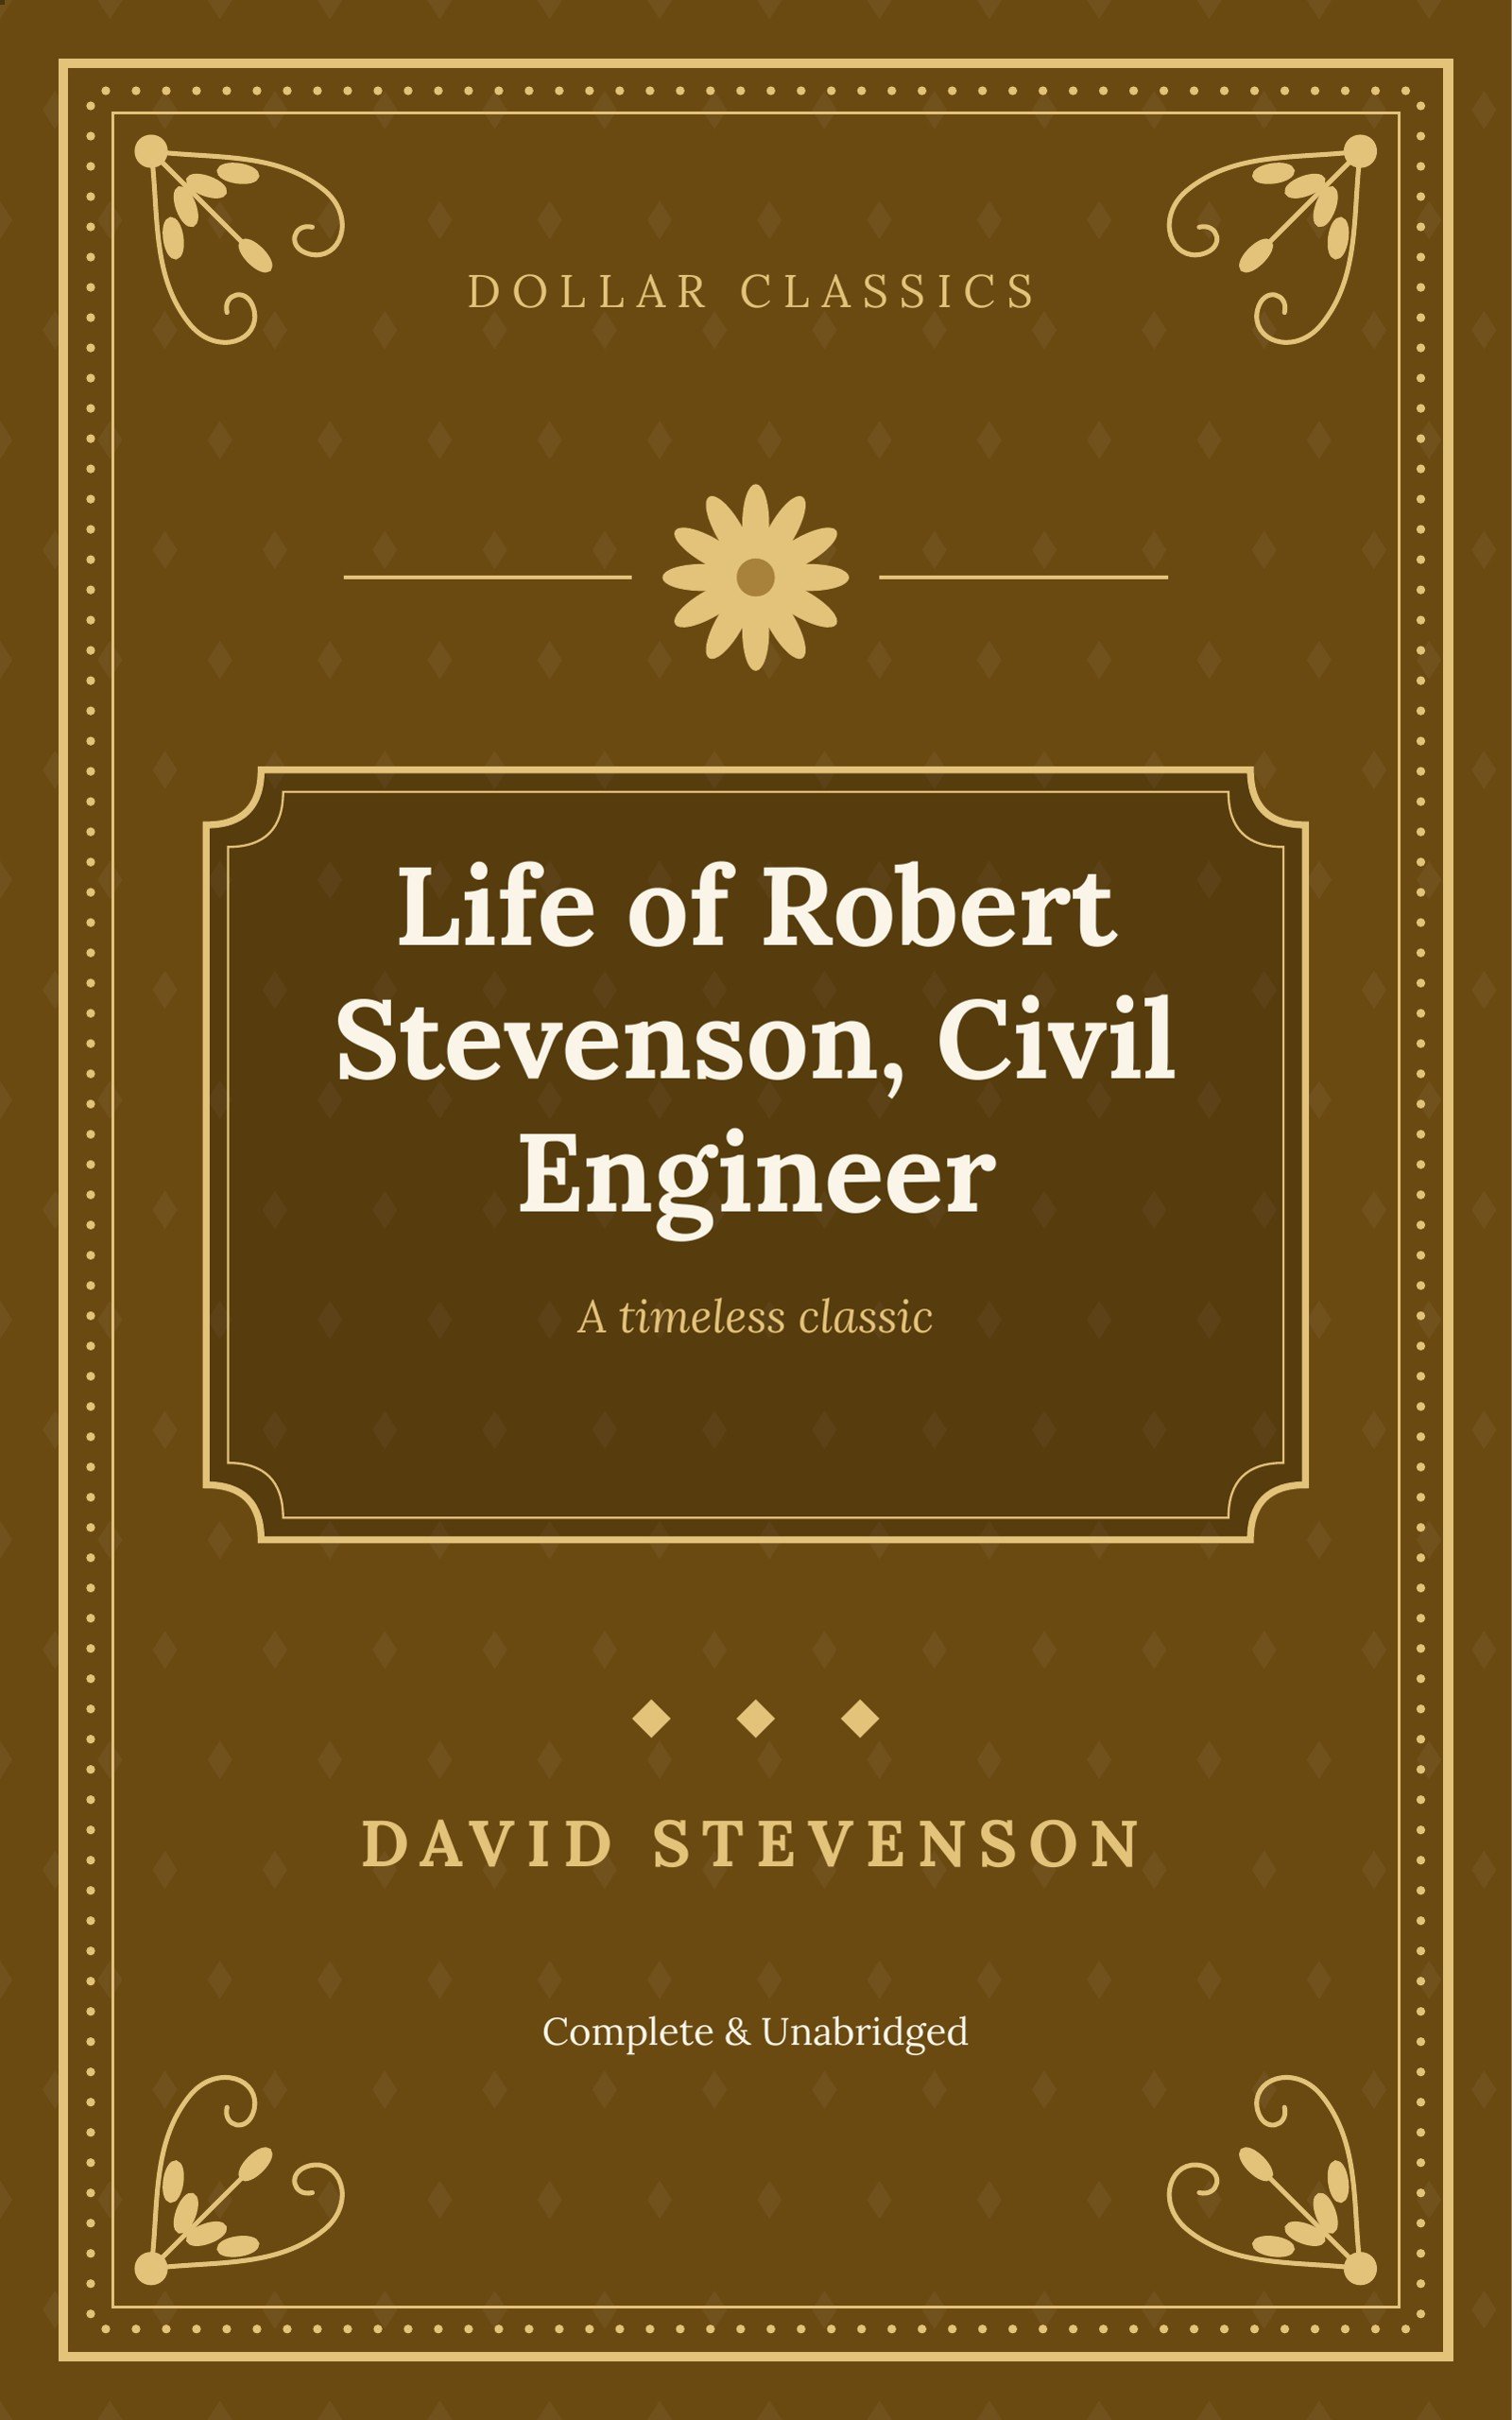 DOLLAR CLASSICS
Life of Robert
Stevenson, Civil
Engineer
A timeless classic
DAVID STEVENSON
Complete & Unabridged